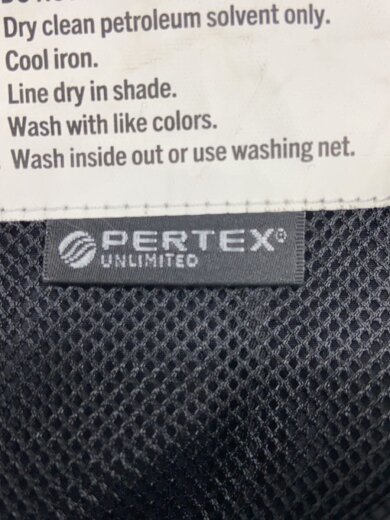 Dry clean petroleum solvent only.
Cool iron.
Line dry in shade.
Wash with like colors.
Wash inside out or use washing net.
PERTEX®
UNLIMITED